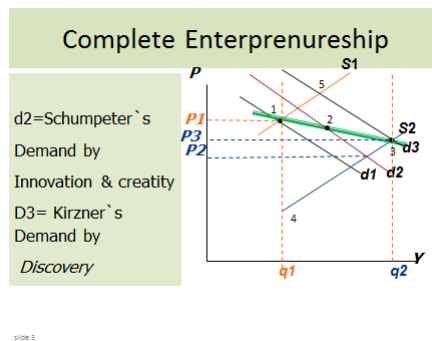 Complete Enterprenureship
d2=Schumpeter`s
Demand by
Innovation & creatity
D3= Kirzner`s
Demand by
Discovery
P
S1
5
1
P1
2
S2
P3
3
d3
P2
d1
d2
4
Y
q1
q2
slide 3